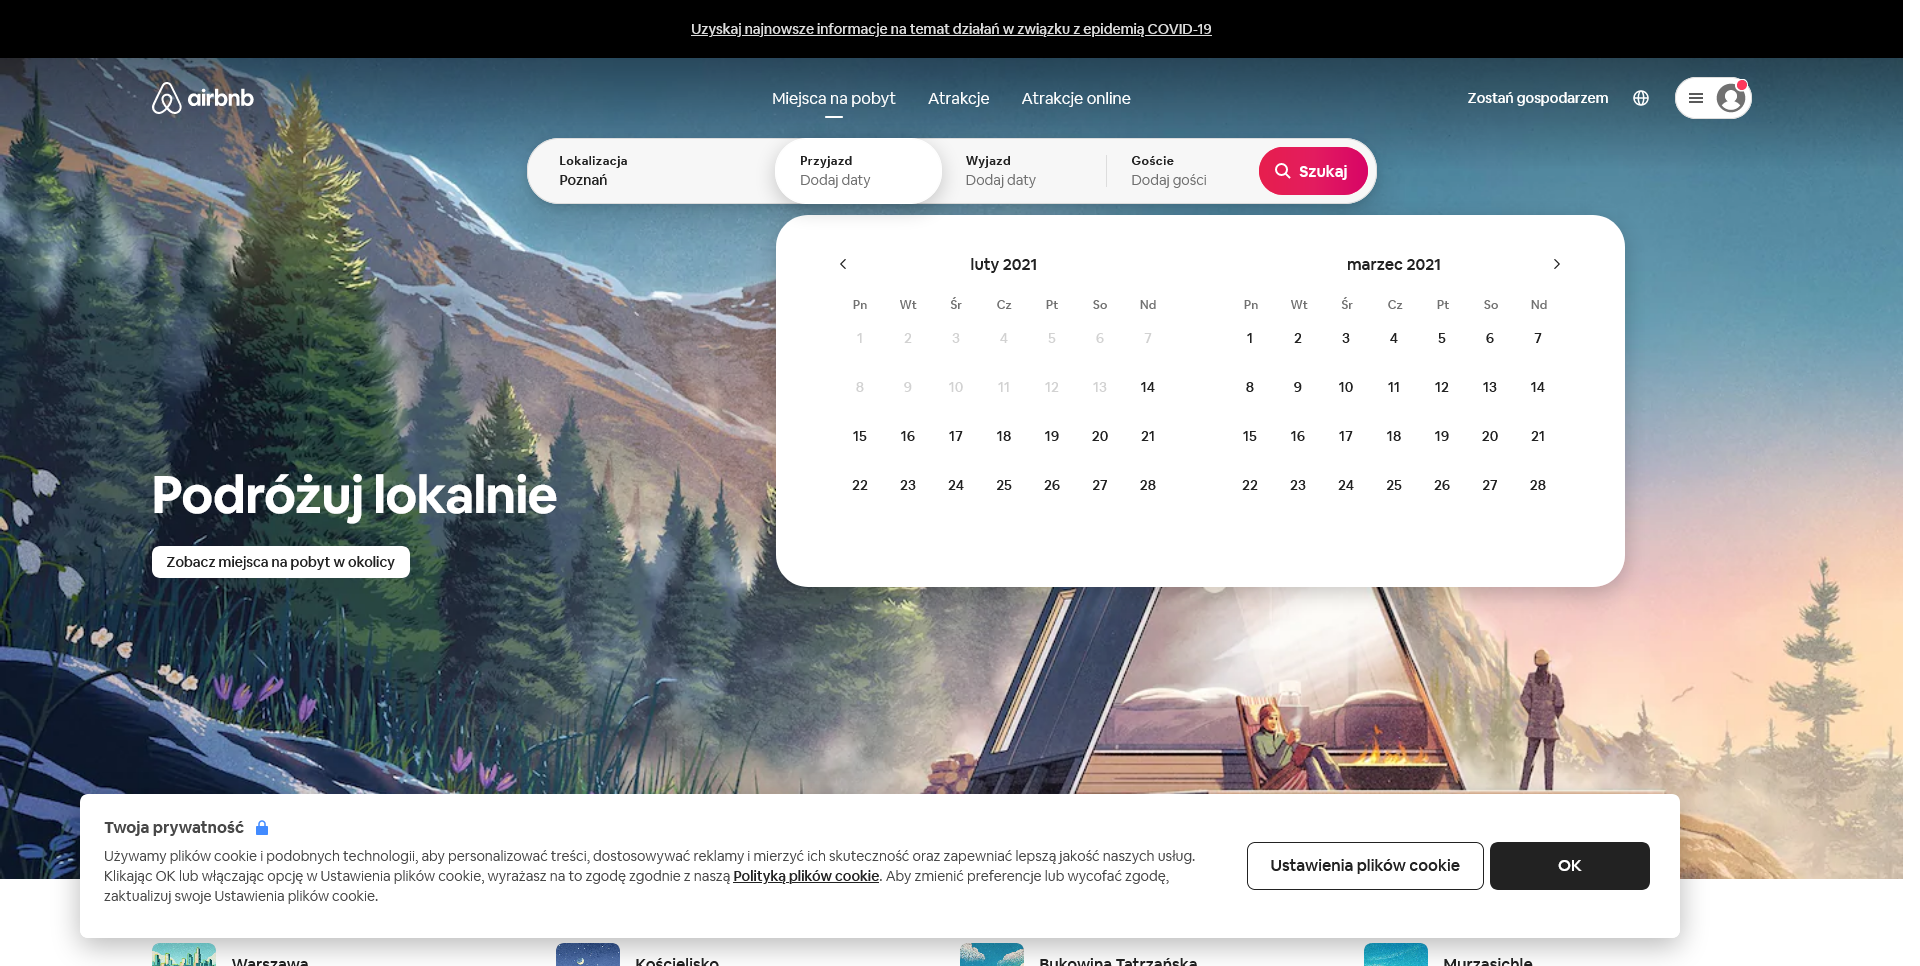 Uzyskaj najnowsze informacje na temat działań w związku z epidemią COVID-19
airbnb
Miejsca na pobyt Atrakcje Atrakcje online
Zostań gospodarzem
Lokalizacja Przyjazd Wyjazd Goście
Poznań Dodaj daty Dodaj daty Dodaj gości
Szukaj
luty 2021
Pn Wt Śr Cz Pt So Nd
1 2 3 4 5 6 7
8 9 10 11 12 13 14
15 16 17 18 19 20 21
22 23 24 25 26 27 28
marzec 2021
Pn Wt Śr Cz Pt So Nd
1 2 3 4 5 6 7
8 9 10 11 12 13 14
15 16 17 18 19 20 21
22 23 24 25 26 27 28
Podróżuj lokalnie
Zobacz miejsca na pobyt w okolicy
Twoja prywatność
Używamy plików cookie i podobnych technologii, aby personalizować treści, dostosowywać reklamy i mierzyć ich skuteczność oraz zapewniać lepszą jakość naszych usług.
Klikając OK lub włączając opcję w Ustawienia plików cookie, wyrażasz na to zgodę zgodnie z naszą Polityką plików cookie. Aby zmienić preferencje lub wycofać zgodę,
zaktualizuj swoje Ustawienia plików cookie.
Ustawienia plików cookie
OK
Warszawa Kościelisko Bukowina Tatrzańska Murzasichle